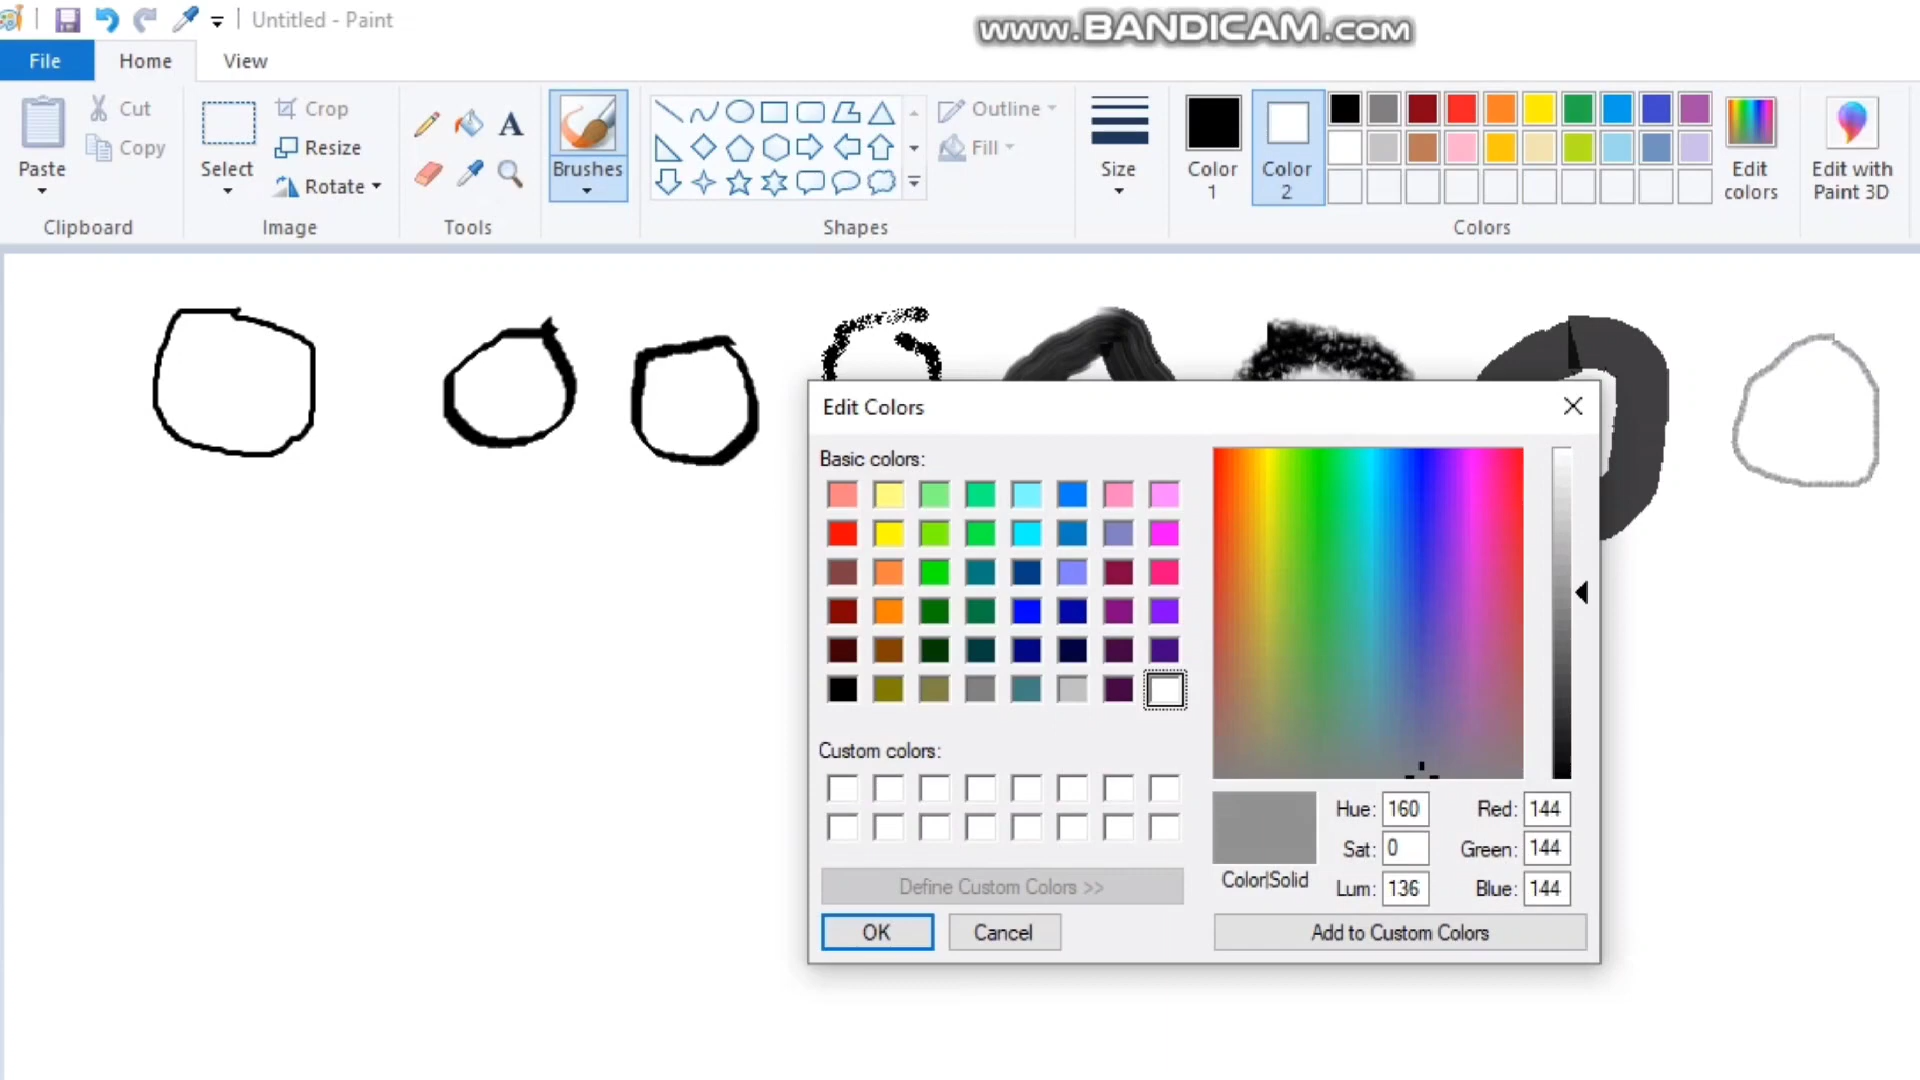 Untitled - Paint
www.BANDICAM.com
File Home View
Paste
Cut
Copy
Clipboard
Select
Crop
Resize
Rotate
Image
A
Tools
Brushes
Shapes
Outline
Fill
Size
Color 1
Color 2
Edit colors
Colors
Edit with Paint 3D
Edit Colors
Basic colors:
Custom colors:
Define Custom Colors >>
OK Cancel
Color|Solid
Hue: 160 Red: 144
Sat: 0 Green: 144
Lum: 136 Blue: 144
Add to Custom Colors